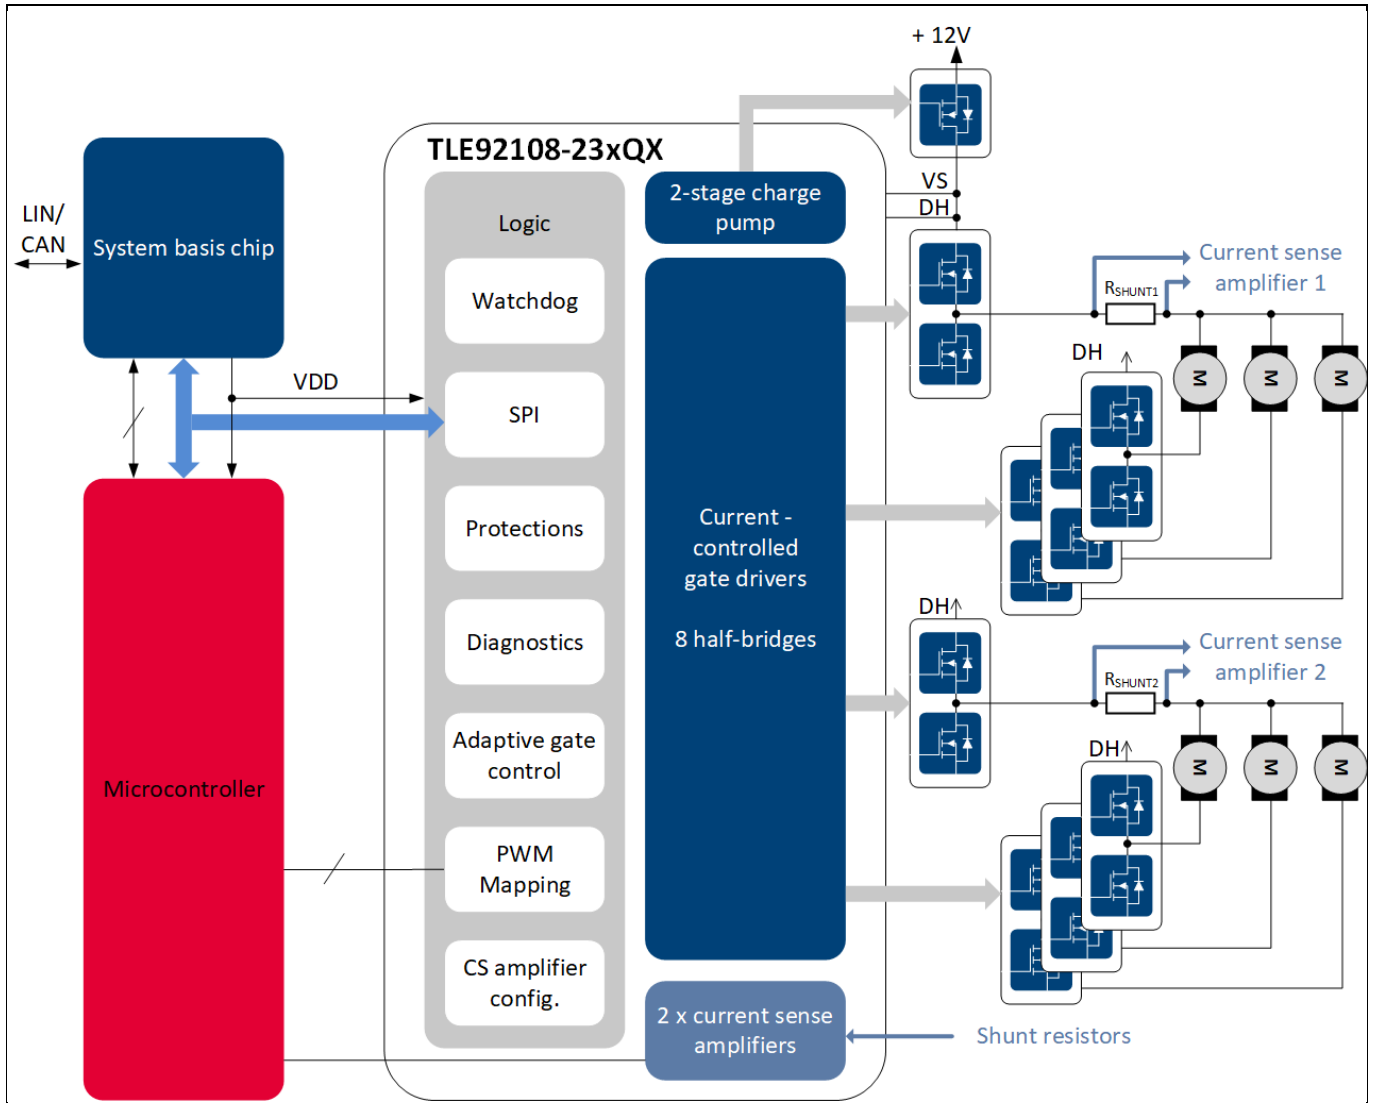 + 12V
TLE92108-23xQX
LIN/
CAN
System basis chip
VDD
Microcontroller
Logic
Watchdog
SPI
Protections
Diagnostics
Adaptive gate
control
PWM
Mapping
CS amplifier
config.
2-stage charge
pump
Current -
controlled
gate drivers
8 half-bridges
2 x current sense
amplifiers
VS
DH
Current sense
amplifier 1
RSHUNT1
DH
M
M
M
DH
Current sense
amplifier 2
RSHUNT2
DH
M
M
M
Shunt resistors